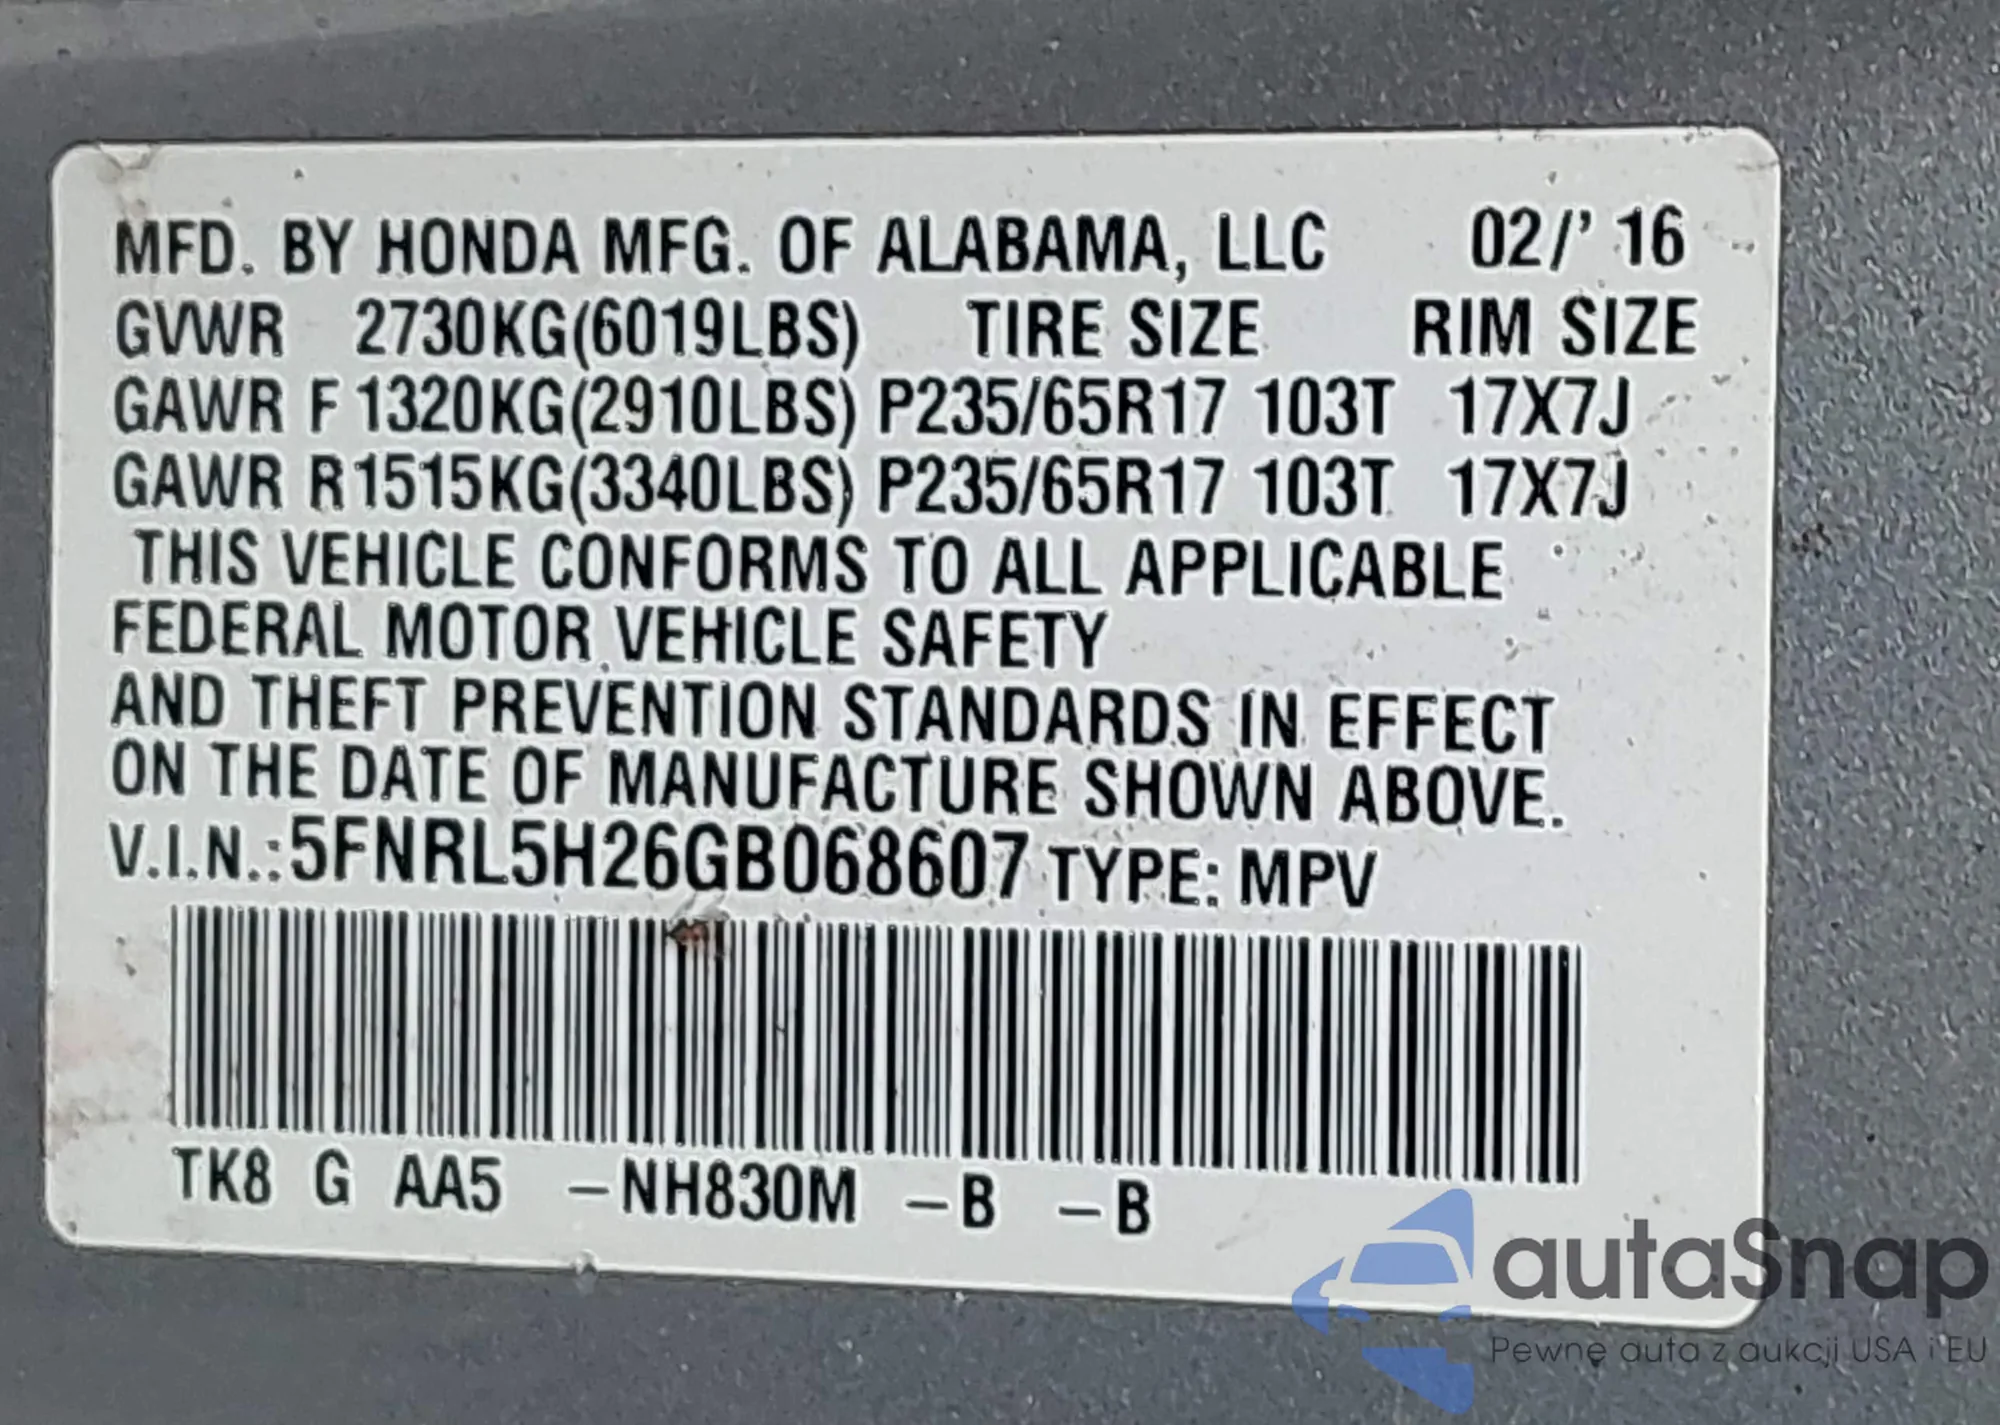 MFD. BY HONDA MFG. OF ALABAMA, LLC 02/' 16
GVWR 2730KG(6019LBS) TIRE SIZE RIM SIZE
GAWR F 1320KG(2910LBS) P235/65R17 103T 17X7J
GAWR R 1515KG(3340LBS) P235/65R17 103T 17X7J
THIS VEHICLE CONFORMS TO ALL APPLICABLE
FEDERAL MOTOR VEHICLE SAFETY
AND THEFT PREVENTION STANDARDS IN EFFECT
ON THE DATE OF MANUFACTURE SHOWN ABOVE.
V.I.N.:5FNRL5H26GB068607 TYPE: MPV
TK8 G AA5 –NH830M –B –B
autaSnap
Pewne auta z aukcji USA i EU